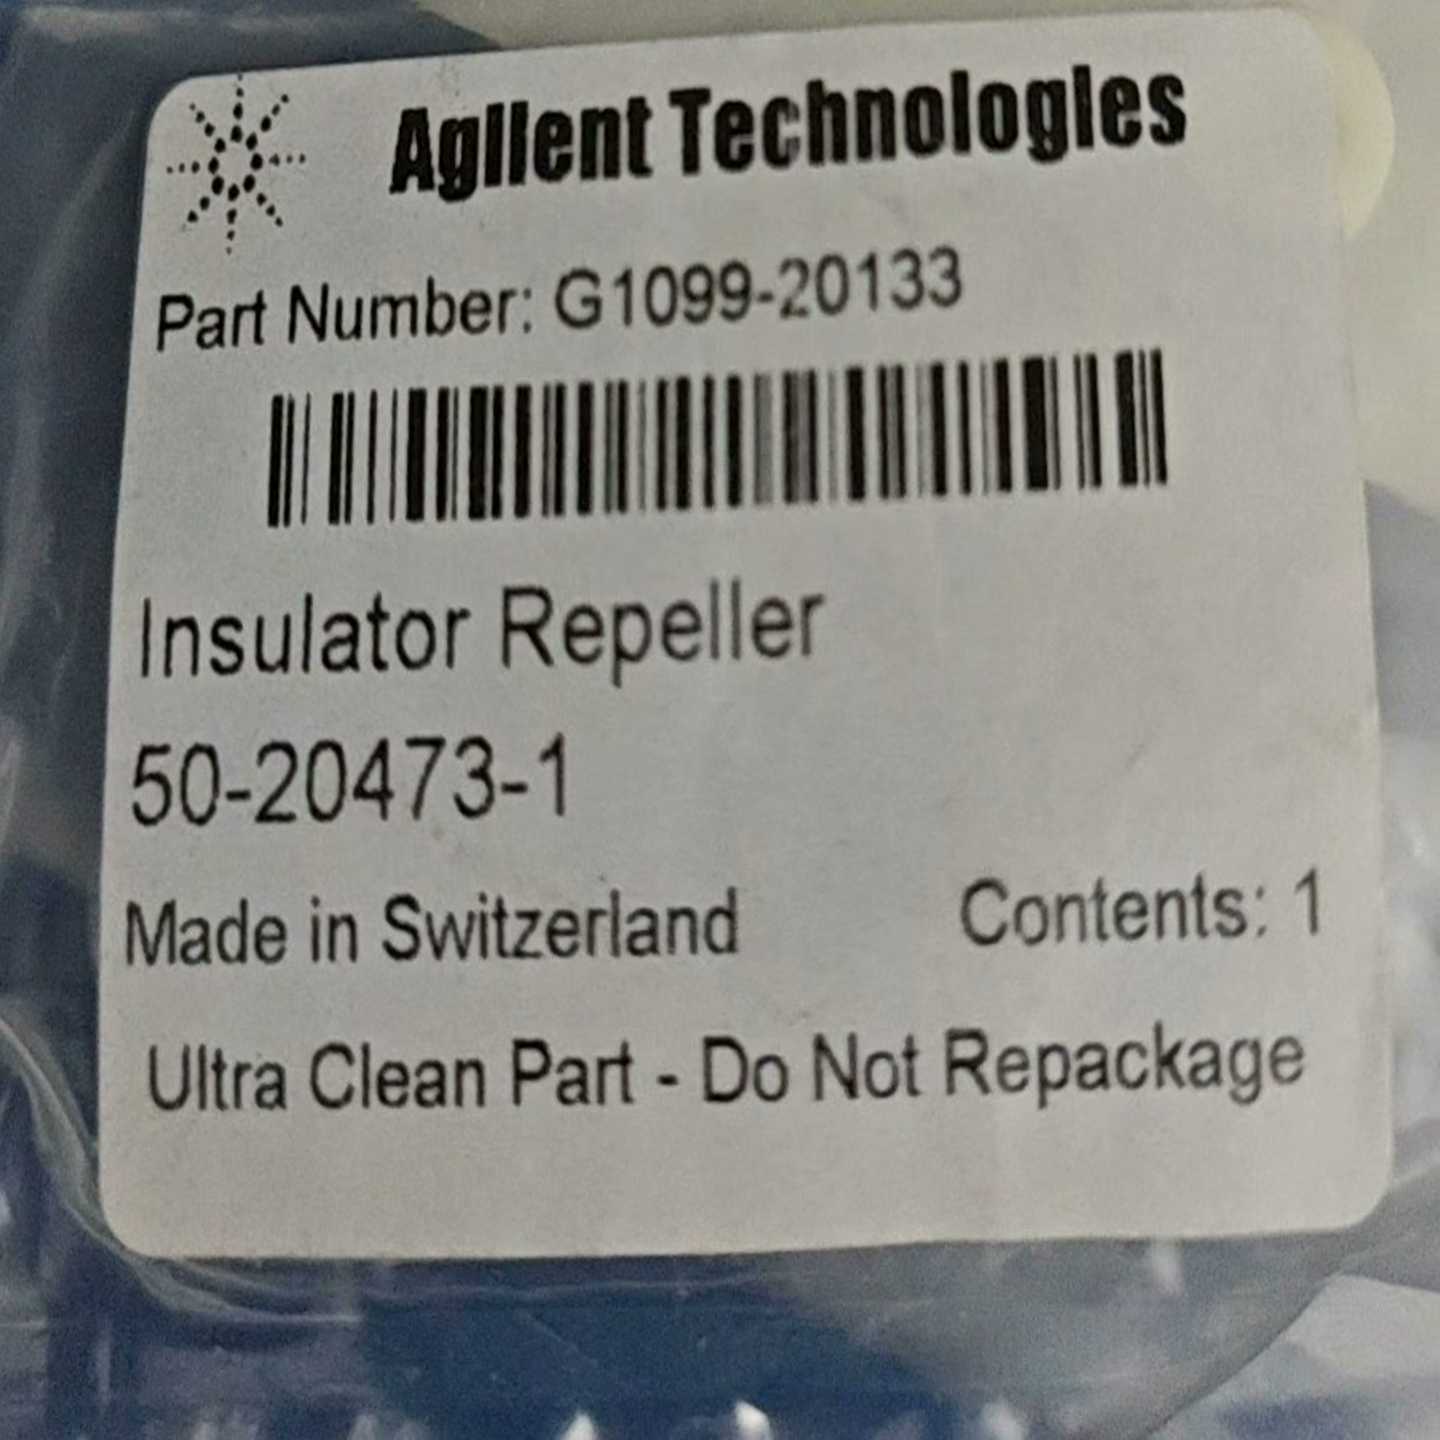 Agilent Technologies
Part Number: G1099-20133
Insulator Repeller
50-20473-1
Made in Switzerland
Contents: 1
Ultra Clean Part - Do Not Repackage